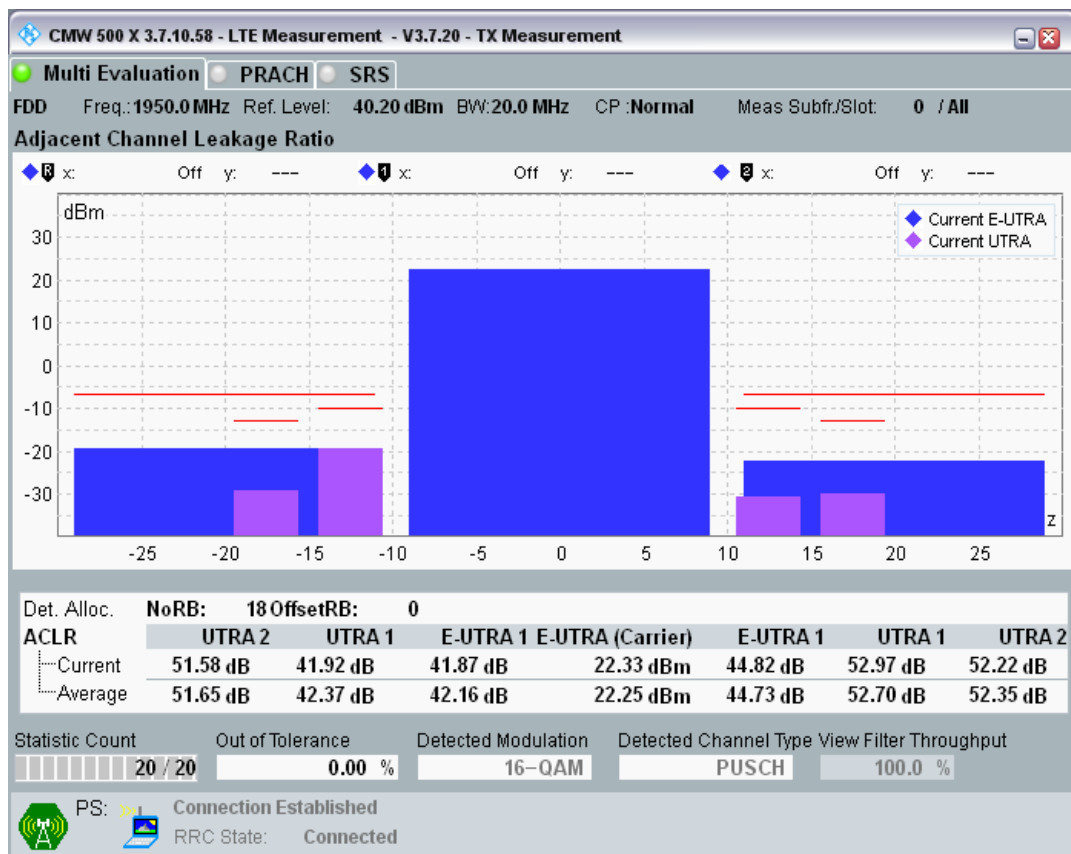 CMW 500 X 3.7.10.58 - LTE Measurement - V3.7.20 - TX Measurement
Multi Evaluation PRACH SRS
FDD Freq.:1950.0 MHz Ref. Level: 40.20 dBm BW:20.0 MHz CP :Normal Meas Subfr./Slot: 0 / All
Adjacent Channel Leakage Ratio
R x: Off y: --- 1 x: Off y: --- 2 x: Off y: ---
dBm
Current E-UTRA
Current UTRA
30
20
10
0
-10
-20
-30
z
-25 -20 -15 -10 -5 0 5 10 15 20 25
Det. Alloc. NoRB: 18 OffsetRB: 0
ACLR UTRA 2 UTRA 1 E-UTRA 1 E-UTRA (Carrier) E-UTRA 1 UTRA 1 UTRA 2
Current 51.58 dB 41.92 dB 41.87 dB 22.33 dBm 44.82 dB 52.97 dB 52.22 dB
Average 51.65 dB 42.37 dB 42.16 dB 22.25 dBm 44.73 dB 52.70 dB 52.35 dB
Statistic Count Out of Tolerance Detected Modulation Detected Channel Type View Filter Throughput
20 / 20 0.00 % 16-QAM PUSCH 100.0 %
PS: Connection Established
RRC State: Connected